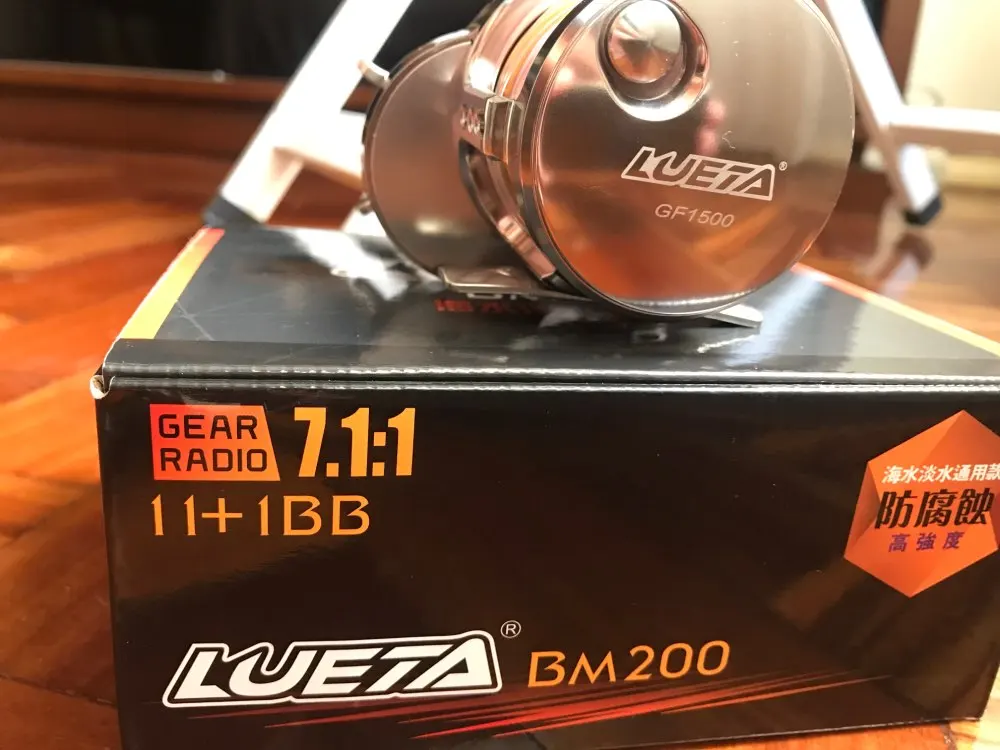 LUETA®
GF1500
GEAR
RADIO
7.1:1
11+1BB
海水淡水通用款
防腐蝕
高強度
LUETA®
BM200